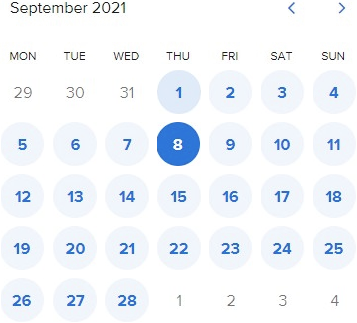 September 2021
MON TUE WED THU FRI SAT SUN
29 30 31 1 2 3 4
5 6 7 8 9 10 11
12 13 14 15 16 17 18
19 20 21 22 23 24 25
26 27 28 1 2 3 4